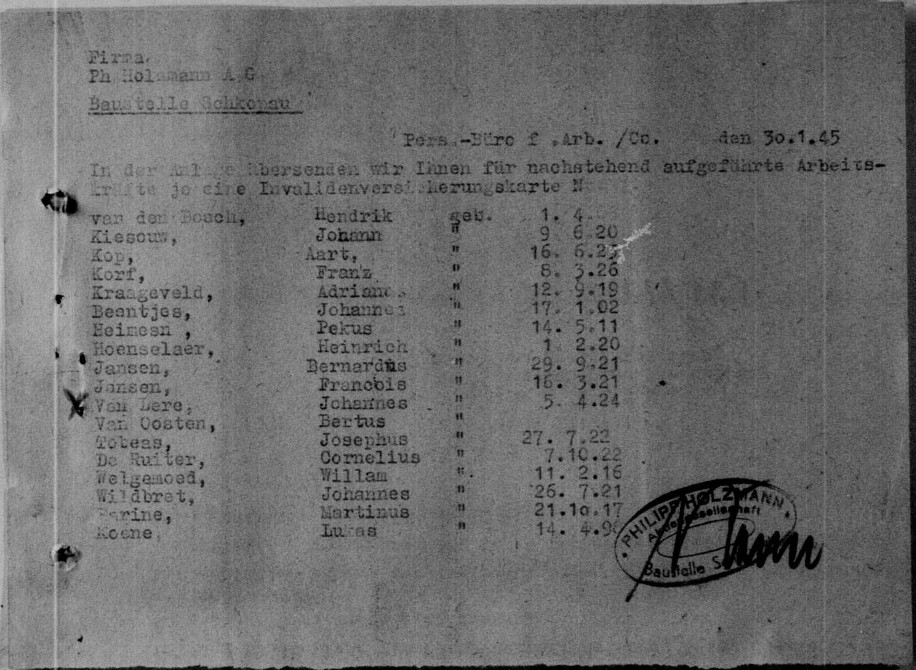 Firma.
Ph Holzmann A G
Baustelle Schkopau
Pers.-Büro f .Arb. /Co. den 30.1.45
In der Anlage übersenden wir Ihnen für nachstehend aufgeführte Arbeits-
kräfte je eine Invalidenversicherungskarte N
van den Bosch, Hendrik geb. 1. 4.
Kiesouw, Johann " 9 6.20
Kop, Aart, " 16. 6.23
Korf, Franz " 8. 3.26
Kraageveld, Adrianes " 12. 9.19
Beentjes, Johannes " 17. 1.02
Heimesn , Pekus " 14. 5.11
Hoenselaer, Heinrich " 1 2.20
Jansen, Bernardus " 29. 9.21
Jansen, Francois " 16. 3.21
Van Dere, Johannes " 5. 4.24
Van Oosten, Bertus "
Tobeas, Josephus " 27. 7.22
De Ruiter, Cornelius " 7.10.22
Welgemoed, Willam ". 11. 2.16
Wildbret, Johannes " 26. 7.21
Martinus " 21.10.17
Koene, Lukas " 14. 4.
PHILIPP HOLZMANN
Aktiengesellschaft
Baustelle